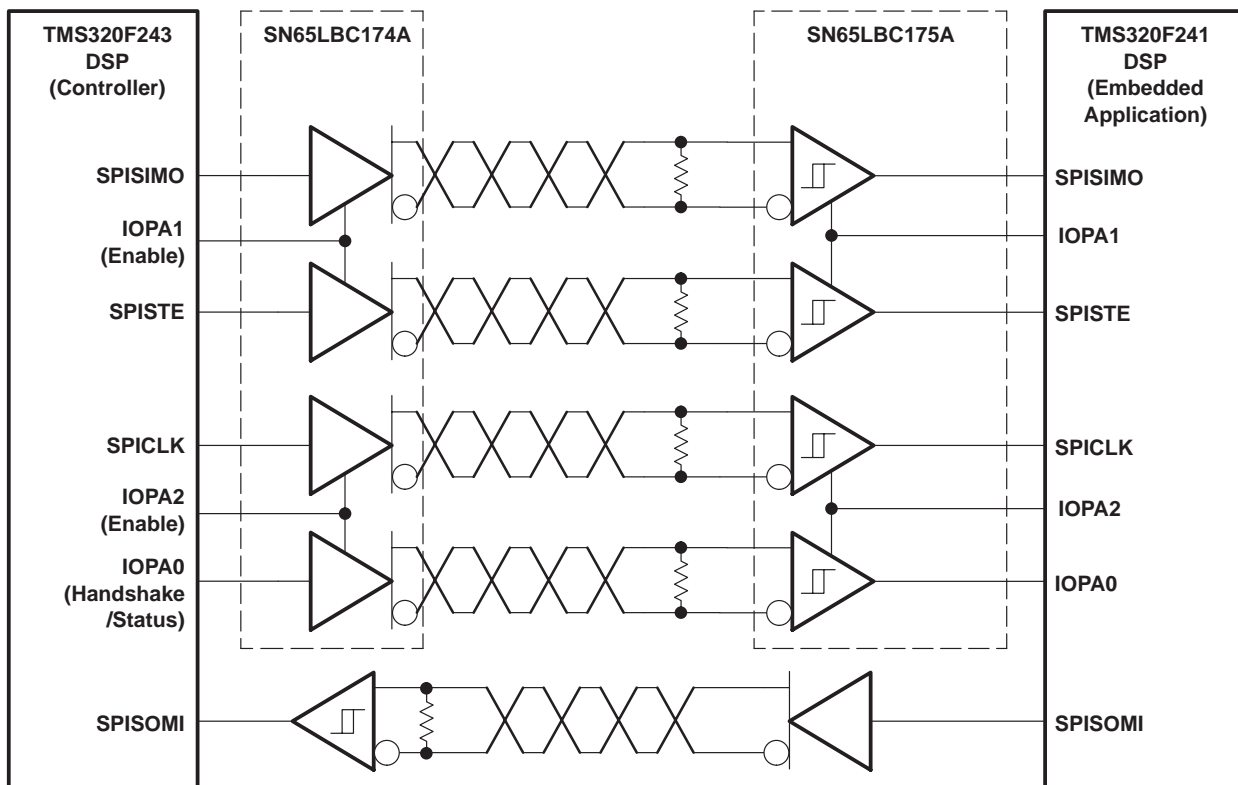 TMS320F243
DSP
(Controller)
SN65LBC174A
SN65LBC175A
TMS320F241
DSP
(Embedded
Application)
SPISIMO
IOPA1
(Enable)
SPISTE
SPICLK
IOPA2
(Enable)
IOPA0
(Handshake
/Status)
SPISOMI
SPISIMO
IOPA1
SPISTE
SPICLK
IOPA2
IOPA0
SPISOMI